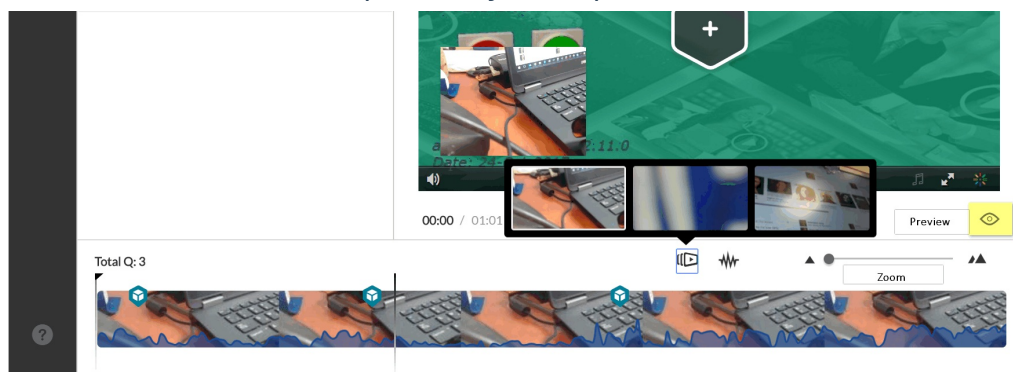 +
2:11.0
Date: 24-
00:00 / 01:01
Preview
Total Q: 3
Zoom
?